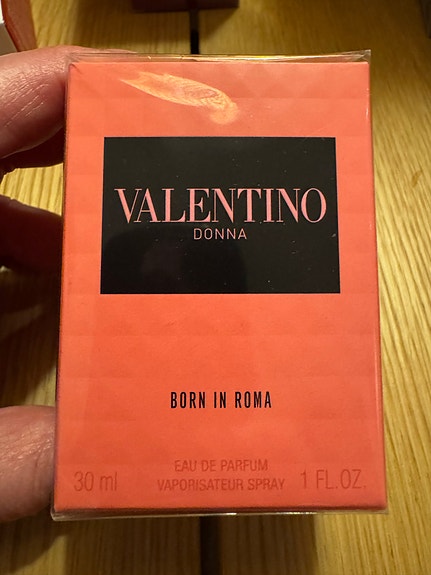 VALENTINO
DONNA
BORN IN ROMA
EAU DE PARFUM
30 ml VAPORISATEUR SPRAY 1 FL.OZ.